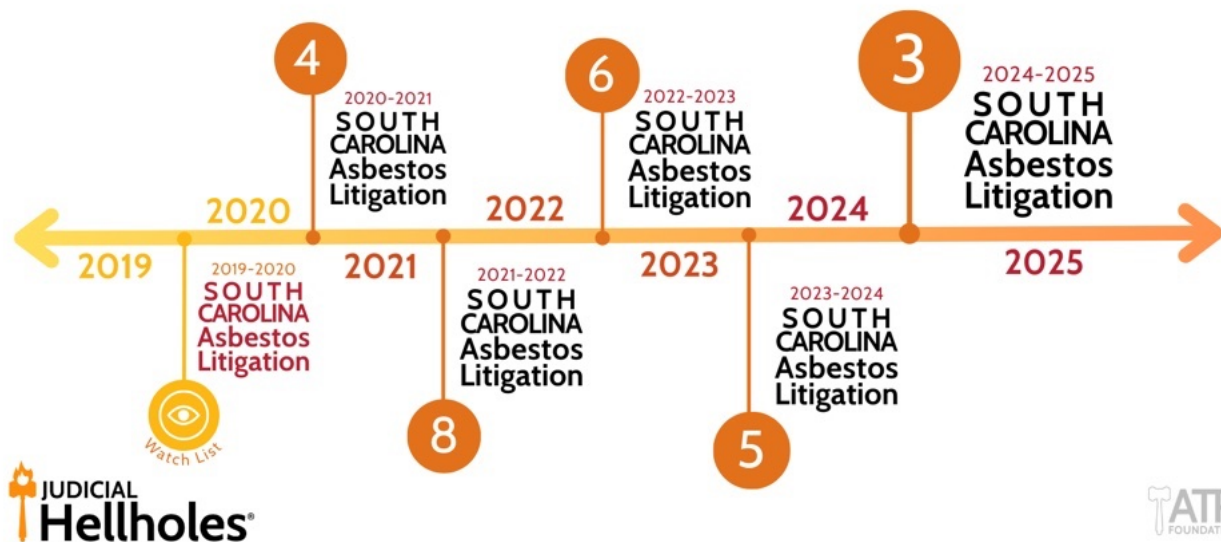 4
2020-2021
SOUTH
CAROLINA
Asbestos
Litigation
6
2022-2023
SOUTH
CAROLINA
Asbestos
Litigation
3
2024-2025
SOUTH
CAROLINA
Asbestos
Litigation
2020
2022
2024
2019
2021
2023
2025
2019-2020
SOUTH
CAROLINA
Asbestos
Litigation
Watch List
2021-2022
SOUTH
CAROLINA
Asbestos
Litigation
8
2023-2024
SOUTH
CAROLINA
Asbestos
Litigation
5
JUDICIAL
Hellholes®